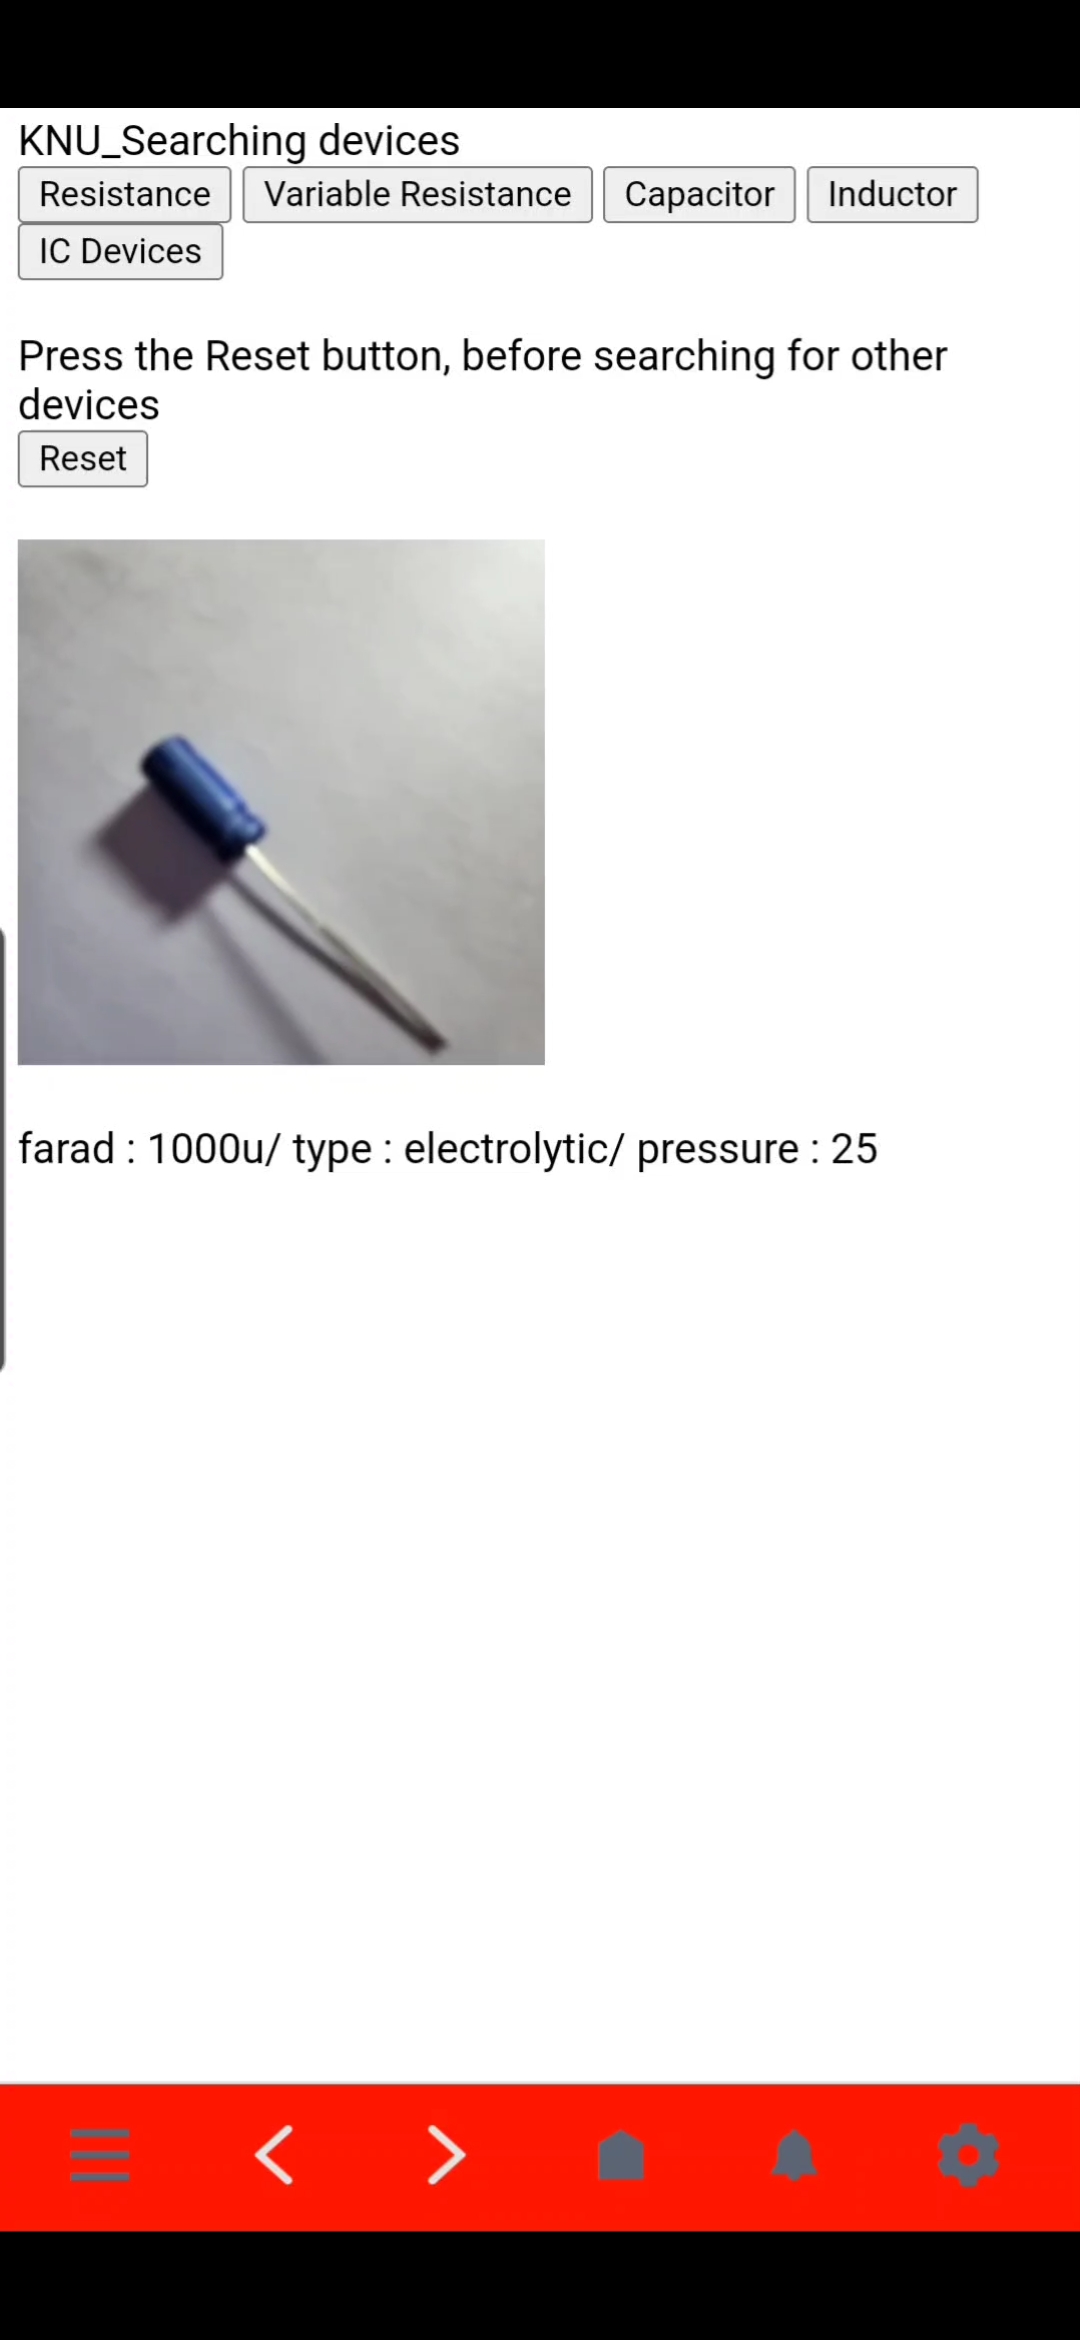 KNU_Searching devices
Resistance Variable Resistance Capacitor Inductor
IC Devices
Press the Reset button, before searching for other
devices
Reset
farad : 1000u/ type : electrolytic/ pressure : 25